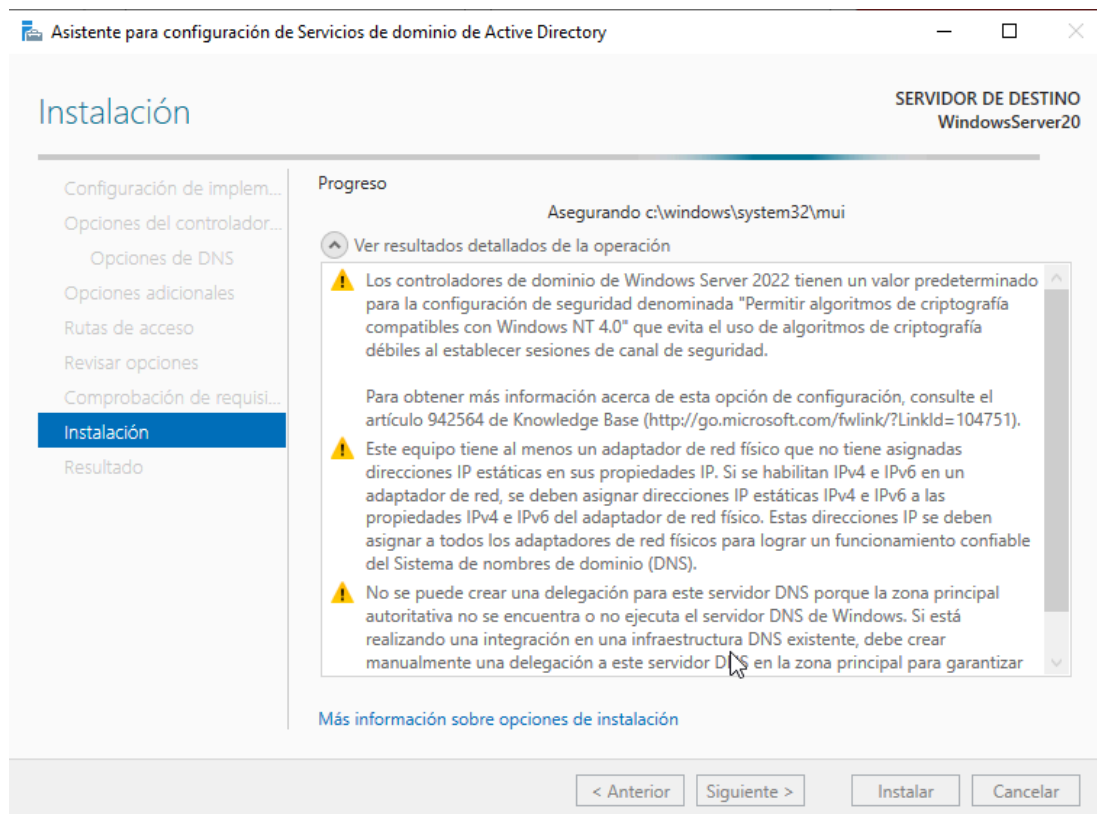 Asistente para configuración de Servicios de dominio de Active Directory
Instalación
SERVIDOR DE DESTINO
WindowsServer20
Configuración de implem...
Opciones del controlador...
Opciones de DNS
Opciones adicionales
Rutas de acceso
Revisar opciones
Comprobación de requisi...
Instalación
Resultado
Progreso
Asegurando c:\windows\system32\mui
Ver resultados detallados de la operación
Los controladores de dominio de Windows Server 2022 tienen un valor predeterminado
para la configuración de seguridad denominada "Permitir algoritmos de criptografía
compatibles con Windows NT 4.0" que evita el uso de algoritmos de criptografía
débiles al establecer sesiones de canal de seguridad.
Para obtener más información acerca de esta opción de configuración, consulte el
artículo 942564 de Knowledge Base (http://go.microsoft.com/fwlink/?LinkId=104751).
Este equipo tiene al menos un adaptador de red físico que no tiene asignadas
direcciones IP estáticas en sus propiedades IP. Si se habilitan IPv4 e IPv6 en un
adaptador de red, se deben asignar direcciones IP estáticas IPv4 e IPv6 a las
propiedades IPv4 e IPv6 del adaptador de red físico. Estas direcciones IP se deben
asignar a todos los adaptadores de red físicos para lograr un funcionamiento confiable
del Sistema de nombres de dominio (DNS).
No se puede crear una delegación para este servidor DNS porque la zona principal
autoritativa no se encuentra o no ejecuta el servidor DNS de Windows. Si está
realizando una integración en una infraestructura DNS existente, debe crear
manualmente una delegación a este servidor DNS en la zona principal para garantizar
Más información sobre opciones de instalación
< Anterior
Siguiente >
Instalar
Cancelar